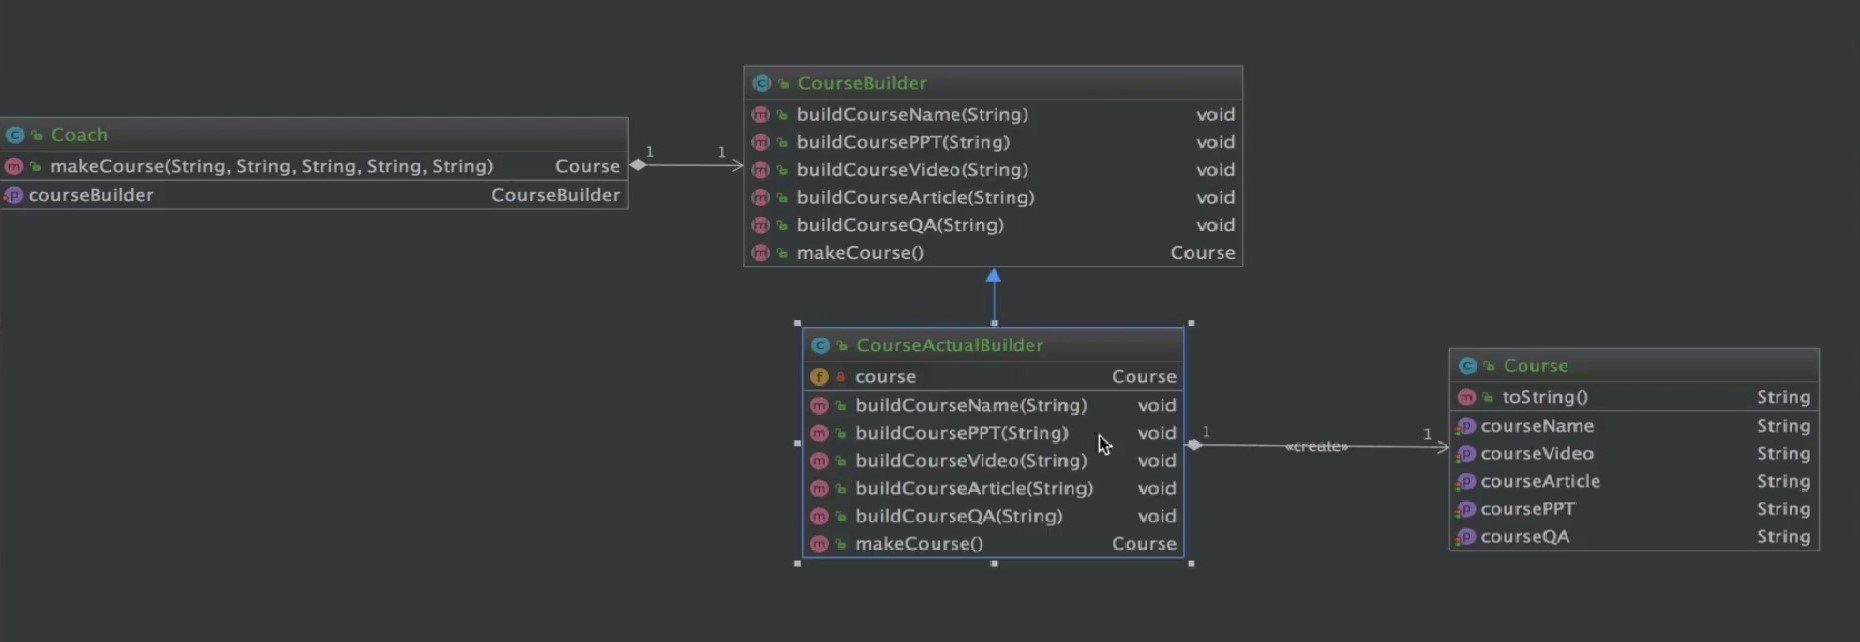 Coach
makeCourse(String, String, String, String, String) Course
courseBuilder CourseBuilder
1 1
CourseBuilder
buildCourseName(String) void
buildCoursePPT(String) void
buildCourseVideo(String) void
buildCourseArticle(String) void
buildCourseQA(String) void
makeCourse() Course
CourseActualBuilder
course Course
buildCourseName(String) void
buildCoursePPT(String) void
buildCourseVideo(String) void
buildCourseArticle(String) void
buildCourseQA(String) void
makeCourse() Course
1 «create» 1
Course
toString() String
courseName String
courseVideo String
courseArticle String
coursePPT String
courseQA String